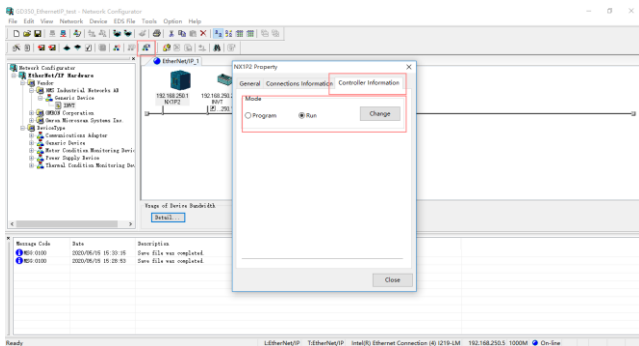 GD350_EthernetIP_test - Network Configurator
File Edit View Network Device EDS File Tools Option Help
EtherNet/IP_1
Network Configurator
EtherNet/IP Hardware
Vendor
HMS Industrial Networks AB
Generic Device
INVT
OMRON Corporation
Omron Microscan Systems Inc.
DeviceType
Communications Adapter
Generic Device
Motor Condition Monitoring Devi
Power Supply Device
Thermal Condition Monitoring Dev
192.168.250.1
NX1P2
192.168.250.2
INVT
Usage of Device Bandwidth
Detail...
NX1P2 Property
General Connections Information Controller Information
Mode
Program Run Change
Close
Message Code Date Description
MSG:0100 2020/05/15 15:33:35 Save file was completed.
MSG:0100 2020/05/15 15:28:53 Save file was completed.
Ready L:EtherNet/IP T:EtherNet/IP Intel(R) Ethernet Connection (4) I219-LM 192.168.250.5 1000M On-line